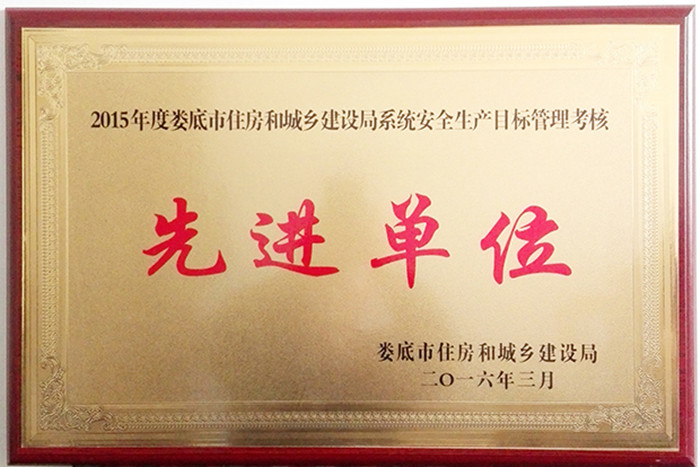 2015年度娄底市住房和城乡建设局系统安全生产目标管理考核
先进单位
娄底市住房和城乡建设局
二〇一六年三月